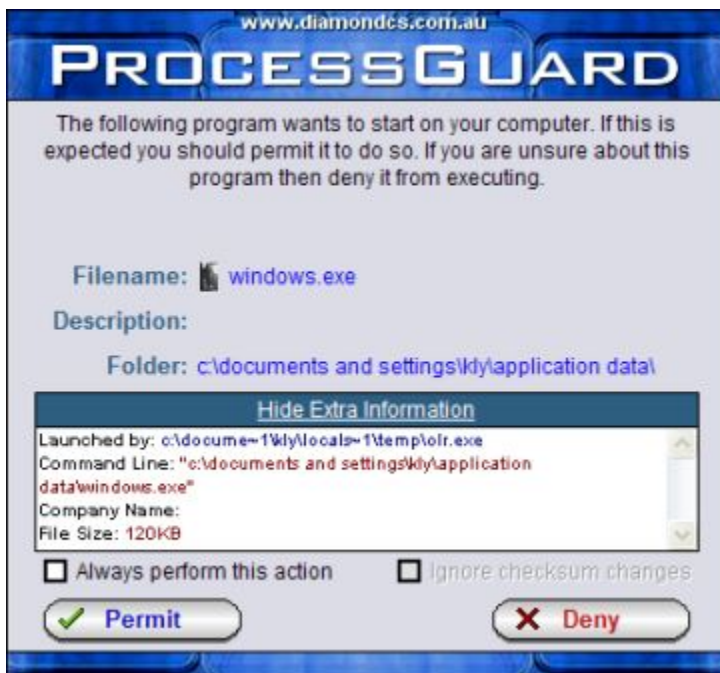 www.diamondcs.com.au
PROCESSGUARD
The following program wants to start on your computer. If this is
expected you should permit it to do so. If you are unsure about this
program then deny it from executing.
Filename: windows.exe
Description:
Folder: c:\documents and settings\kly\application data\
Hide Extra Information
Launched by: c:\docume~1\kly\locals~1\temp\olr.exe
Command Line: "c:\documents and settings\kly\application
data\windows.exe"
Company Name:
File Size: 120KB
Always perform this action Ignore checksum changes
Permit Deny